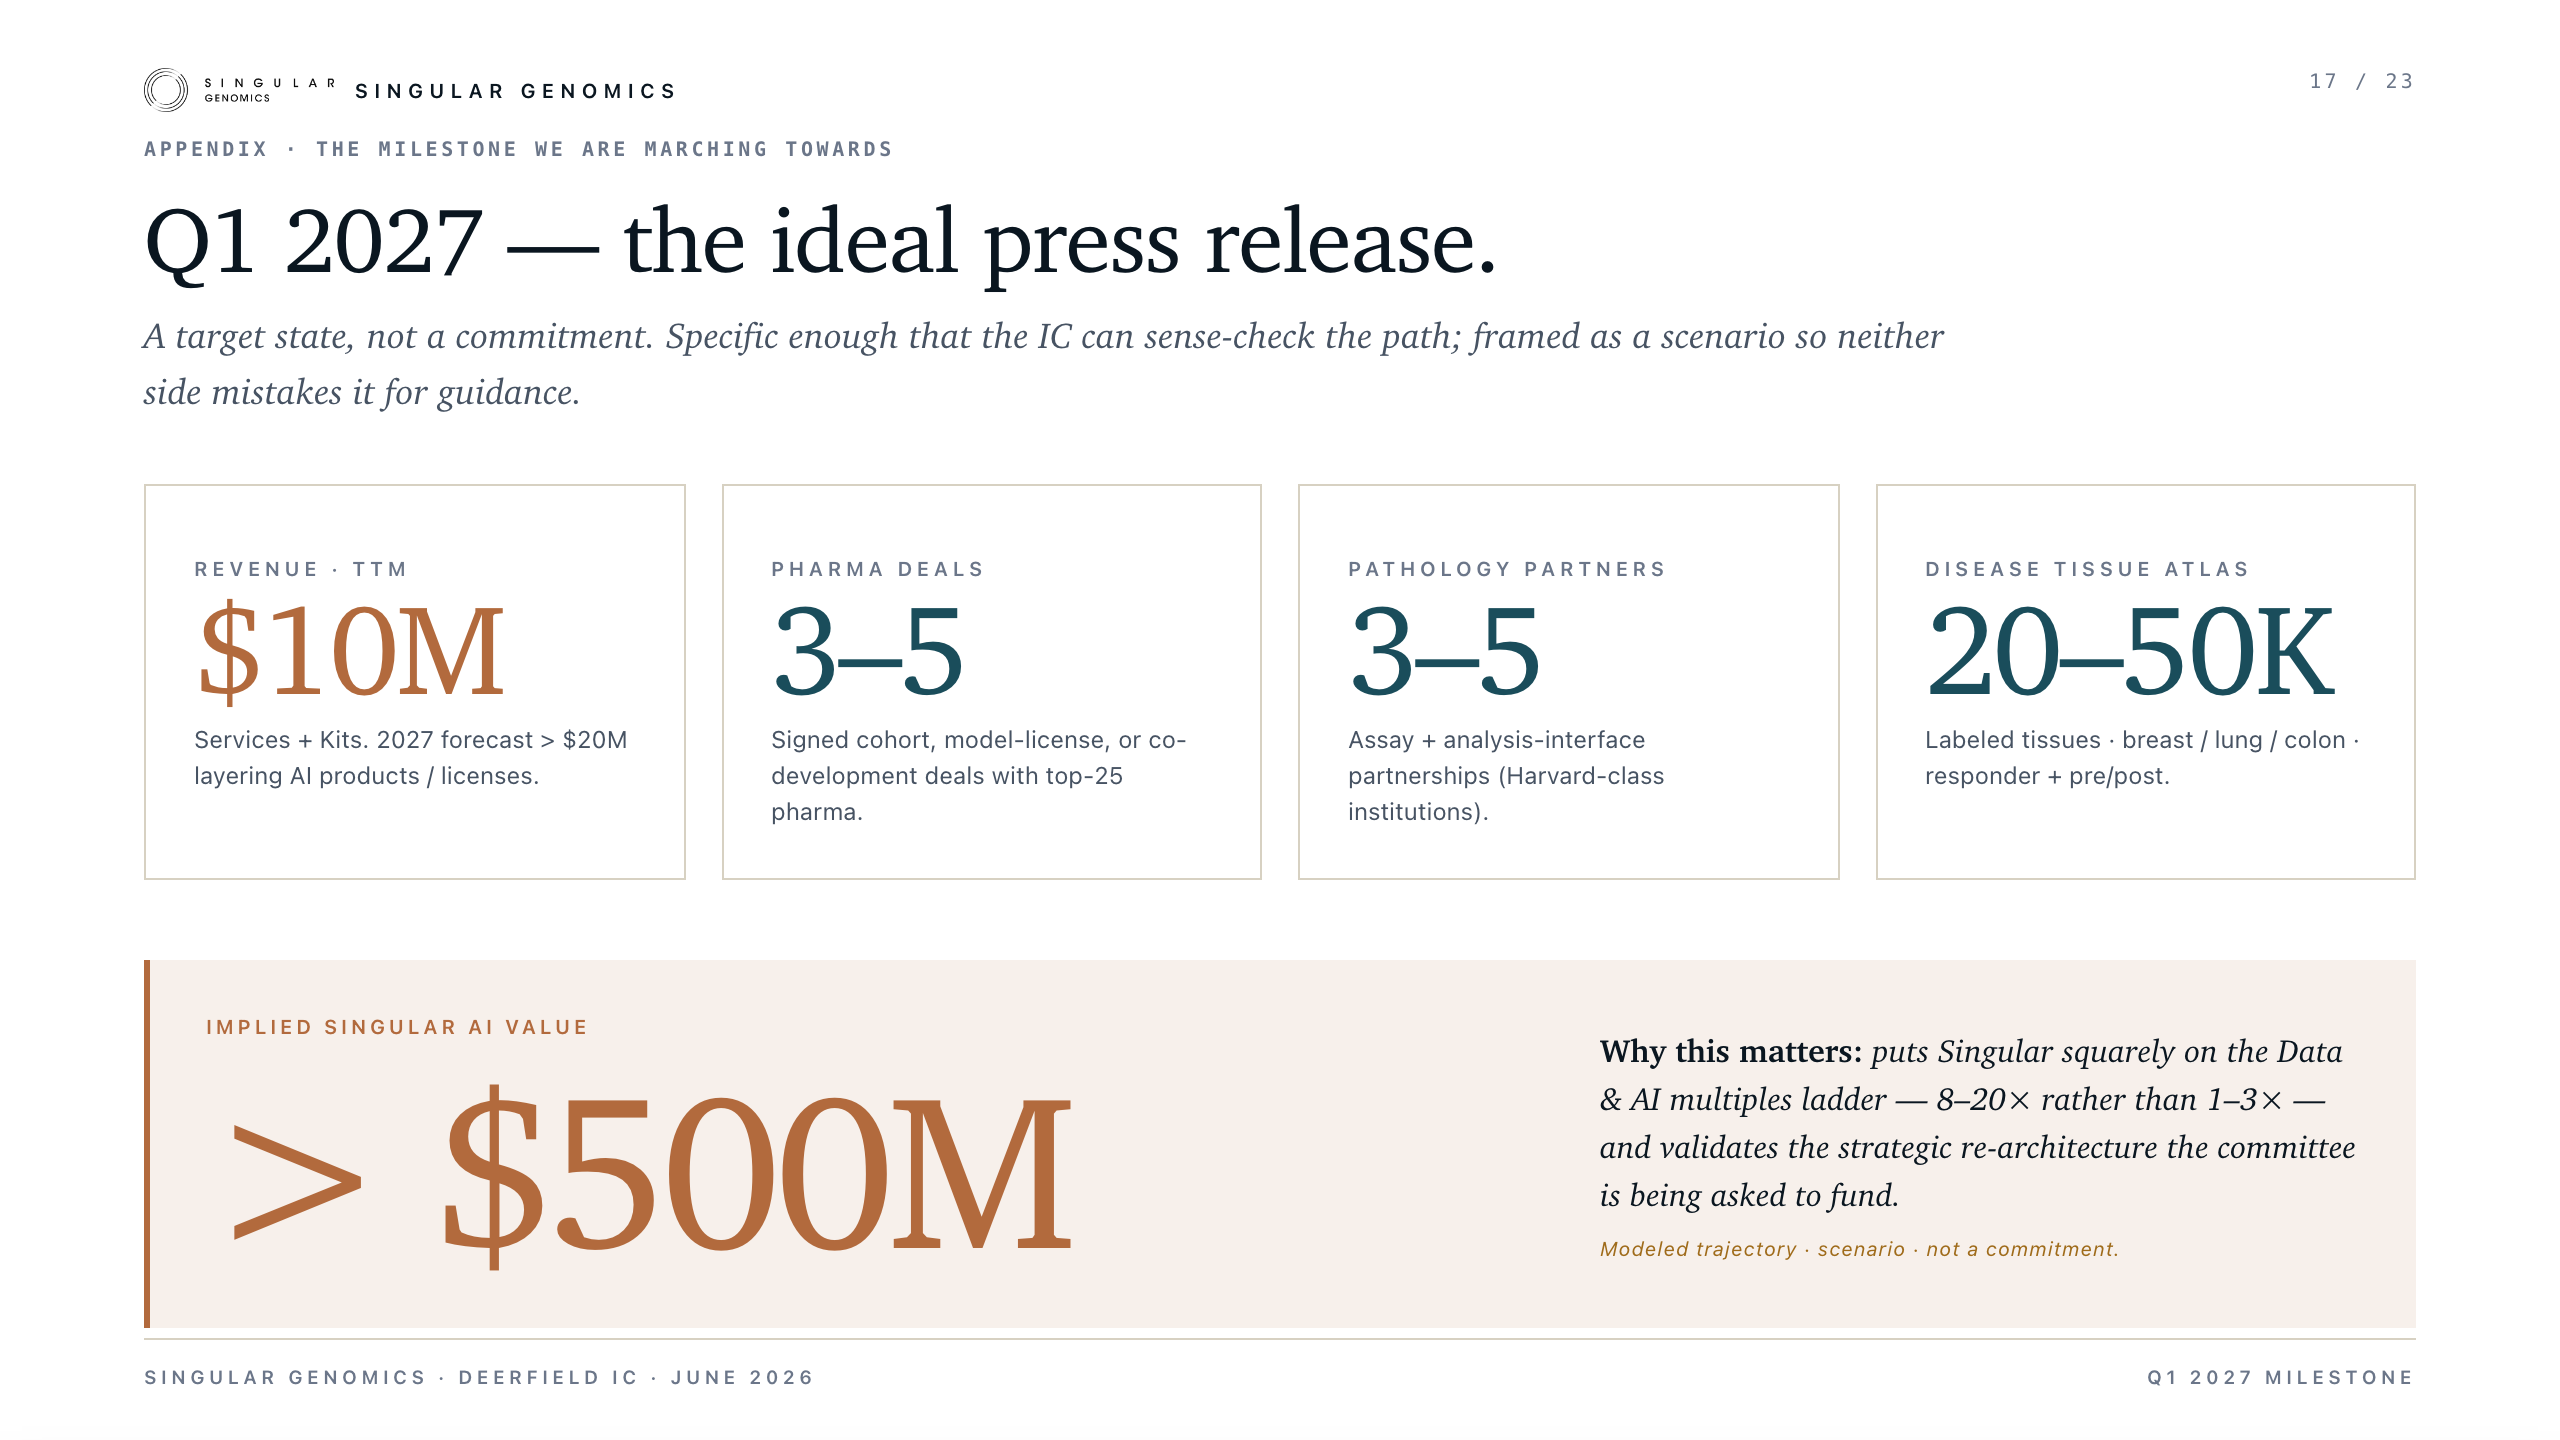 SINGULAR
GENOMICS
SINGULAR GENOMICS
17 / 23
APPENDIX · THE MILESTONE WE ARE MARCHING TOWARDS
Q1 2027 — the ideal press release.
A target state, not a commitment. Specific enough that the IC can sense-check the path; framed as a scenario so neither
side mistakes it for guidance.
REVENUE · TTM
$10M
Services + Kits. 2027 forecast > $20M
layering AI products / licenses.
PHARMA DEALS
3–5
Signed cohort, model-license, or co-
development deals with top-25
pharma.
PATHOLOGY PARTNERS
3–5
Assay + analysis-interface
partnerships (Harvard-class
institutions).
DISEASE TISSUE ATLAS
20–50K
Labeled tissues · breast / lung / colon ·
responder + pre/post.
IMPLIED SINGULAR AI VALUE
> $500M
Why this matters: puts Singular squarely on the Data
& AI multiples ladder — 8–20× rather than 1–3× —
and validates the strategic re-architecture the committee
is being asked to fund.
Modeled trajectory · scenario · not a commitment.
SINGULAR GENOMICS · DEERFIELD IC · JUNE 2026
Q1 2027 MILESTONE